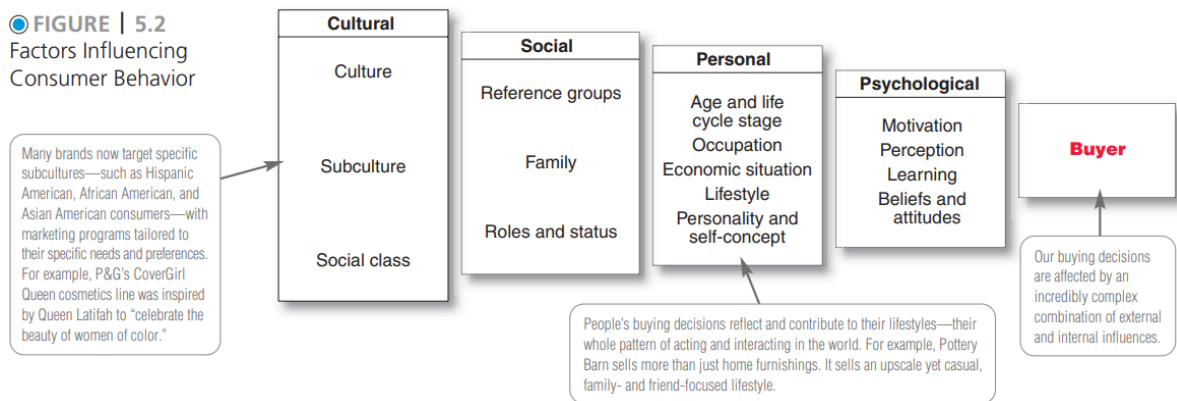 FIGURE | 5.2
Factors Influencing
Consumer Behavior
Many brands now target specific
subcultures—such as Hispanic
American, African American, and
Asian American consumers—with
marketing programs tailored to
their specific needs and preferences.
For example, P&G's CoverGirl
Queen cosmetics line was inspired
by Queen Latifah to "celebrate the
beauty of women of color."
Cultural
Culture
Subculture
Social class
Social
Reference groups
Family
Roles and status
Personal
Age and life
cycle stage
Occupation
Economic situation
Lifestyle
Personality and
self-concept
Psychological
Motivation
Perception
Learning
Beliefs and
attitudes
Buyer
People's buying decisions reflect and contribute to their lifestyles—their
whole pattern of acting and interacting in the world. For example, Pottery
Barn sells more than just home furnishings. It sells an upscale yet casual,
family- and friend-focused lifestyle.
Our buying decisions
are affected by an
incredibly complex
combination of external
and internal influences.